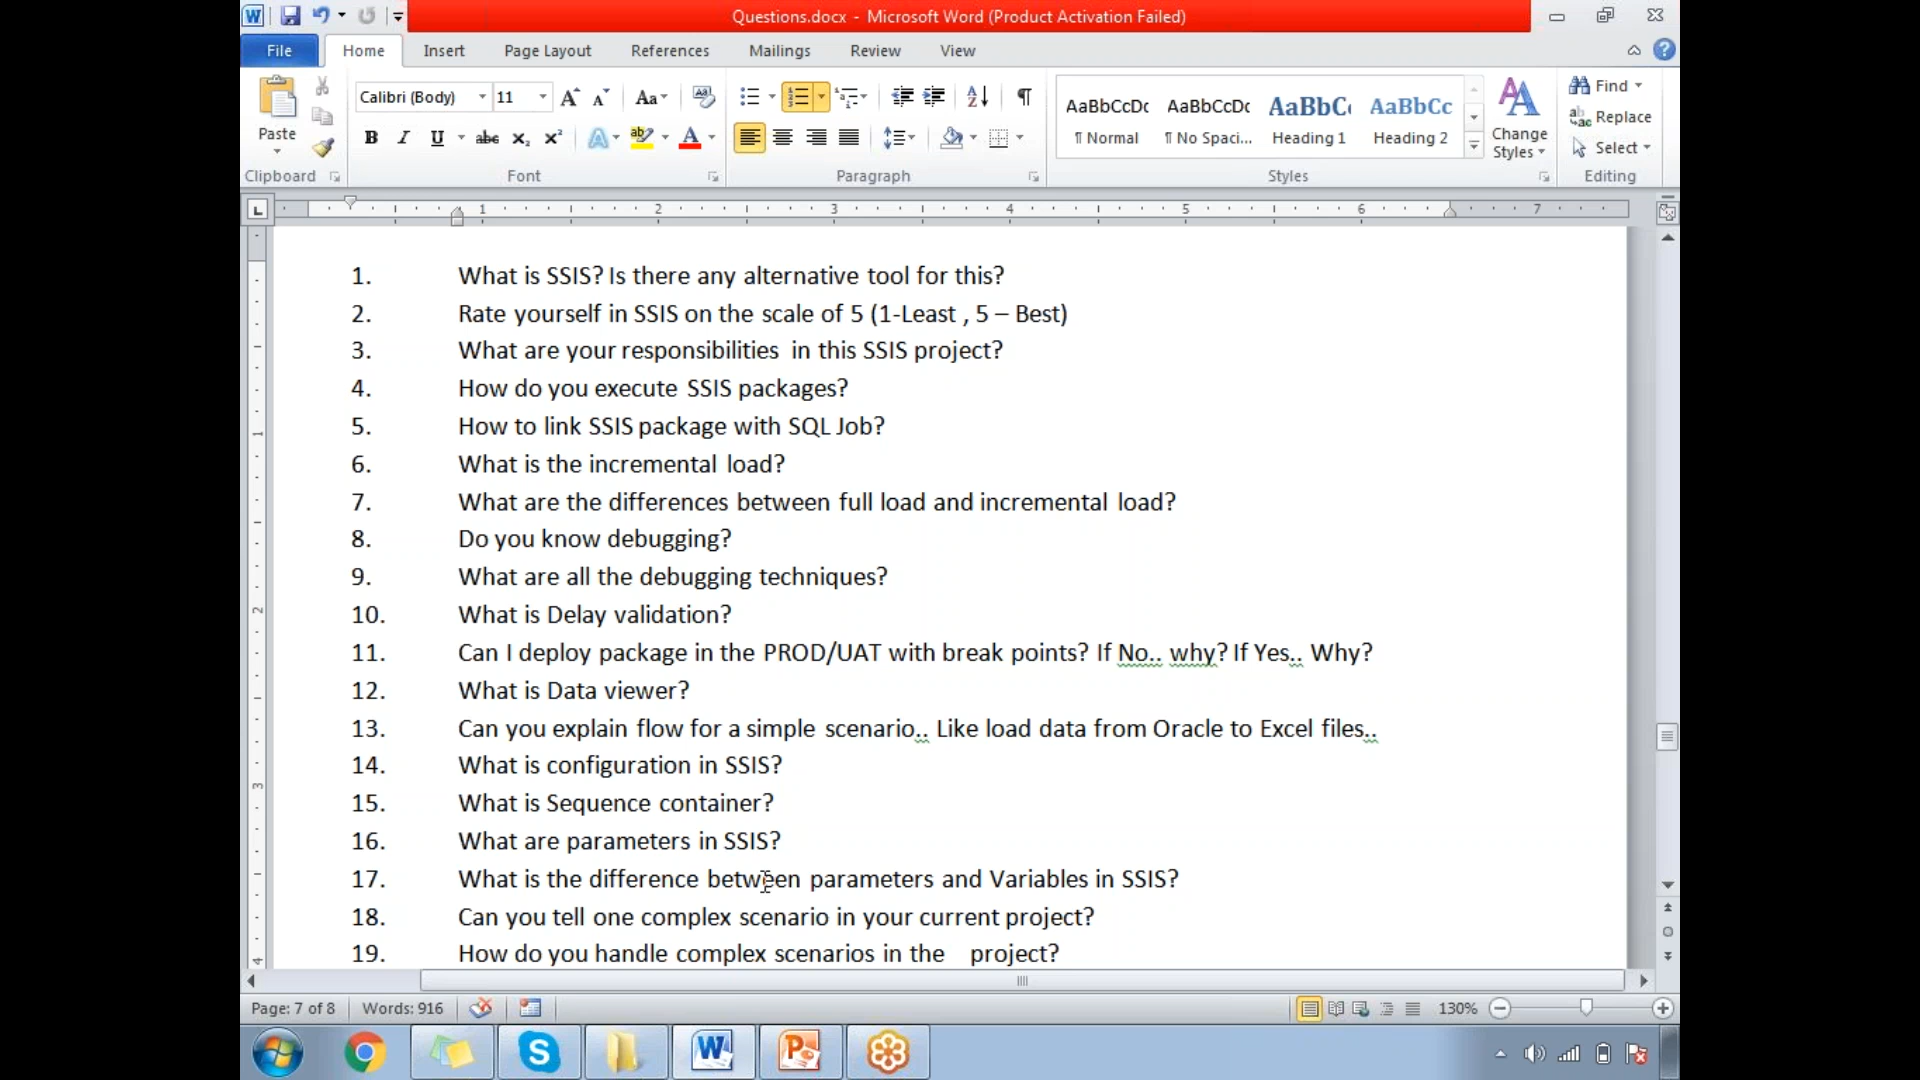 Questions.docx - Microsoft Word (Product Activation Failed)
File Home Insert Page Layout References Mailings Review View
Calibri (Body) 11
AaBbCcDc AaBbCcDc AaBbC AaBbCc
Paste
¶ Normal ¶ No Spaci... Heading 1 Heading 2
Change Styles
Find
Replace
Select
Clipboard Font Paragraph Styles Editing
1 2 3 4 5 6 7
1. What is SSIS? Is there any alternative tool for this?
2. Rate yourself in SSIS on the scale of 5 (1-Least , 5 – Best)
3. What are your responsibilities in this SSIS project?
4. How do you execute SSIS packages?
5. How to link SSIS package with SQL Job?
6. What is the incremental load?
7. What are the differences between full load and incremental load?
8. Do you know debugging?
9. What are all the debugging techniques?
10. What is Delay validation?
11. Can I deploy package in the PROD/UAT with break points? If No.. why? If Yes.. Why?
12. What is Data viewer?
13. Can you explain flow for a simple scenario.. Like load data from Oracle to Excel files..
14. What is configuration in SSIS?
15. What is Sequence container?
16. What are parameters in SSIS?
17. What is the difference between parameters and Variables in SSIS?
18. Can you tell one complex scenario in your current project?
19. How do you handle complex scenarios in the project?
Page: 7 of 8 Words: 916 130%